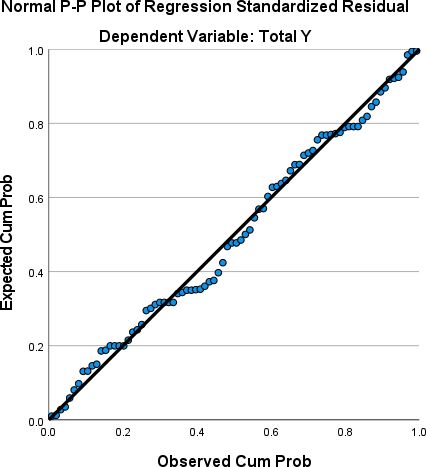 Normal P-P Plot of Regression Standardized Residual
Dependent Variable: Total Y
Expected Cum Prob
1.0
0.8
0.6
0.4
0.2
0.0
0.0 0.2 0.4 0.6 0.8 1.0
Observed Cum Prob